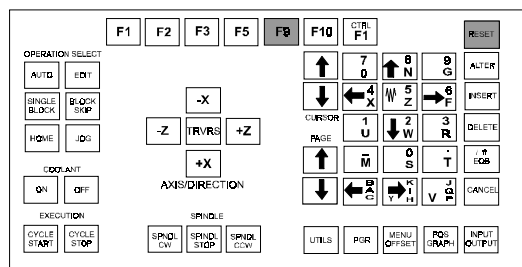 F1 F2 F3 F5 F9 F10 CTRL F1 RESET
OPERATION SELECT
AUTO EDIT
SINGLE BLOCK BLOCK SKIP
HOME JOG
COOLANT
ON OFF
EXECUTION
CYCLE START CYCLE STOP
-X
-Z TRVRS +Z
+X
AXIS/DIRECTION
SPINDLE
SPNDL CW SPINDL STOP SPNDL CCW
7 0 8 N 9 G ALTER
4 X W 5 Z 6 F INSERT
CURSOR
1 U 2 W 3 R DELETE
PAGE
- M 0 S . T / # EOB
B A C Y K I H V J Q P CANCEL
UTILS PGR MENU OFFSET POS GRAPH INPUT OUTPUT